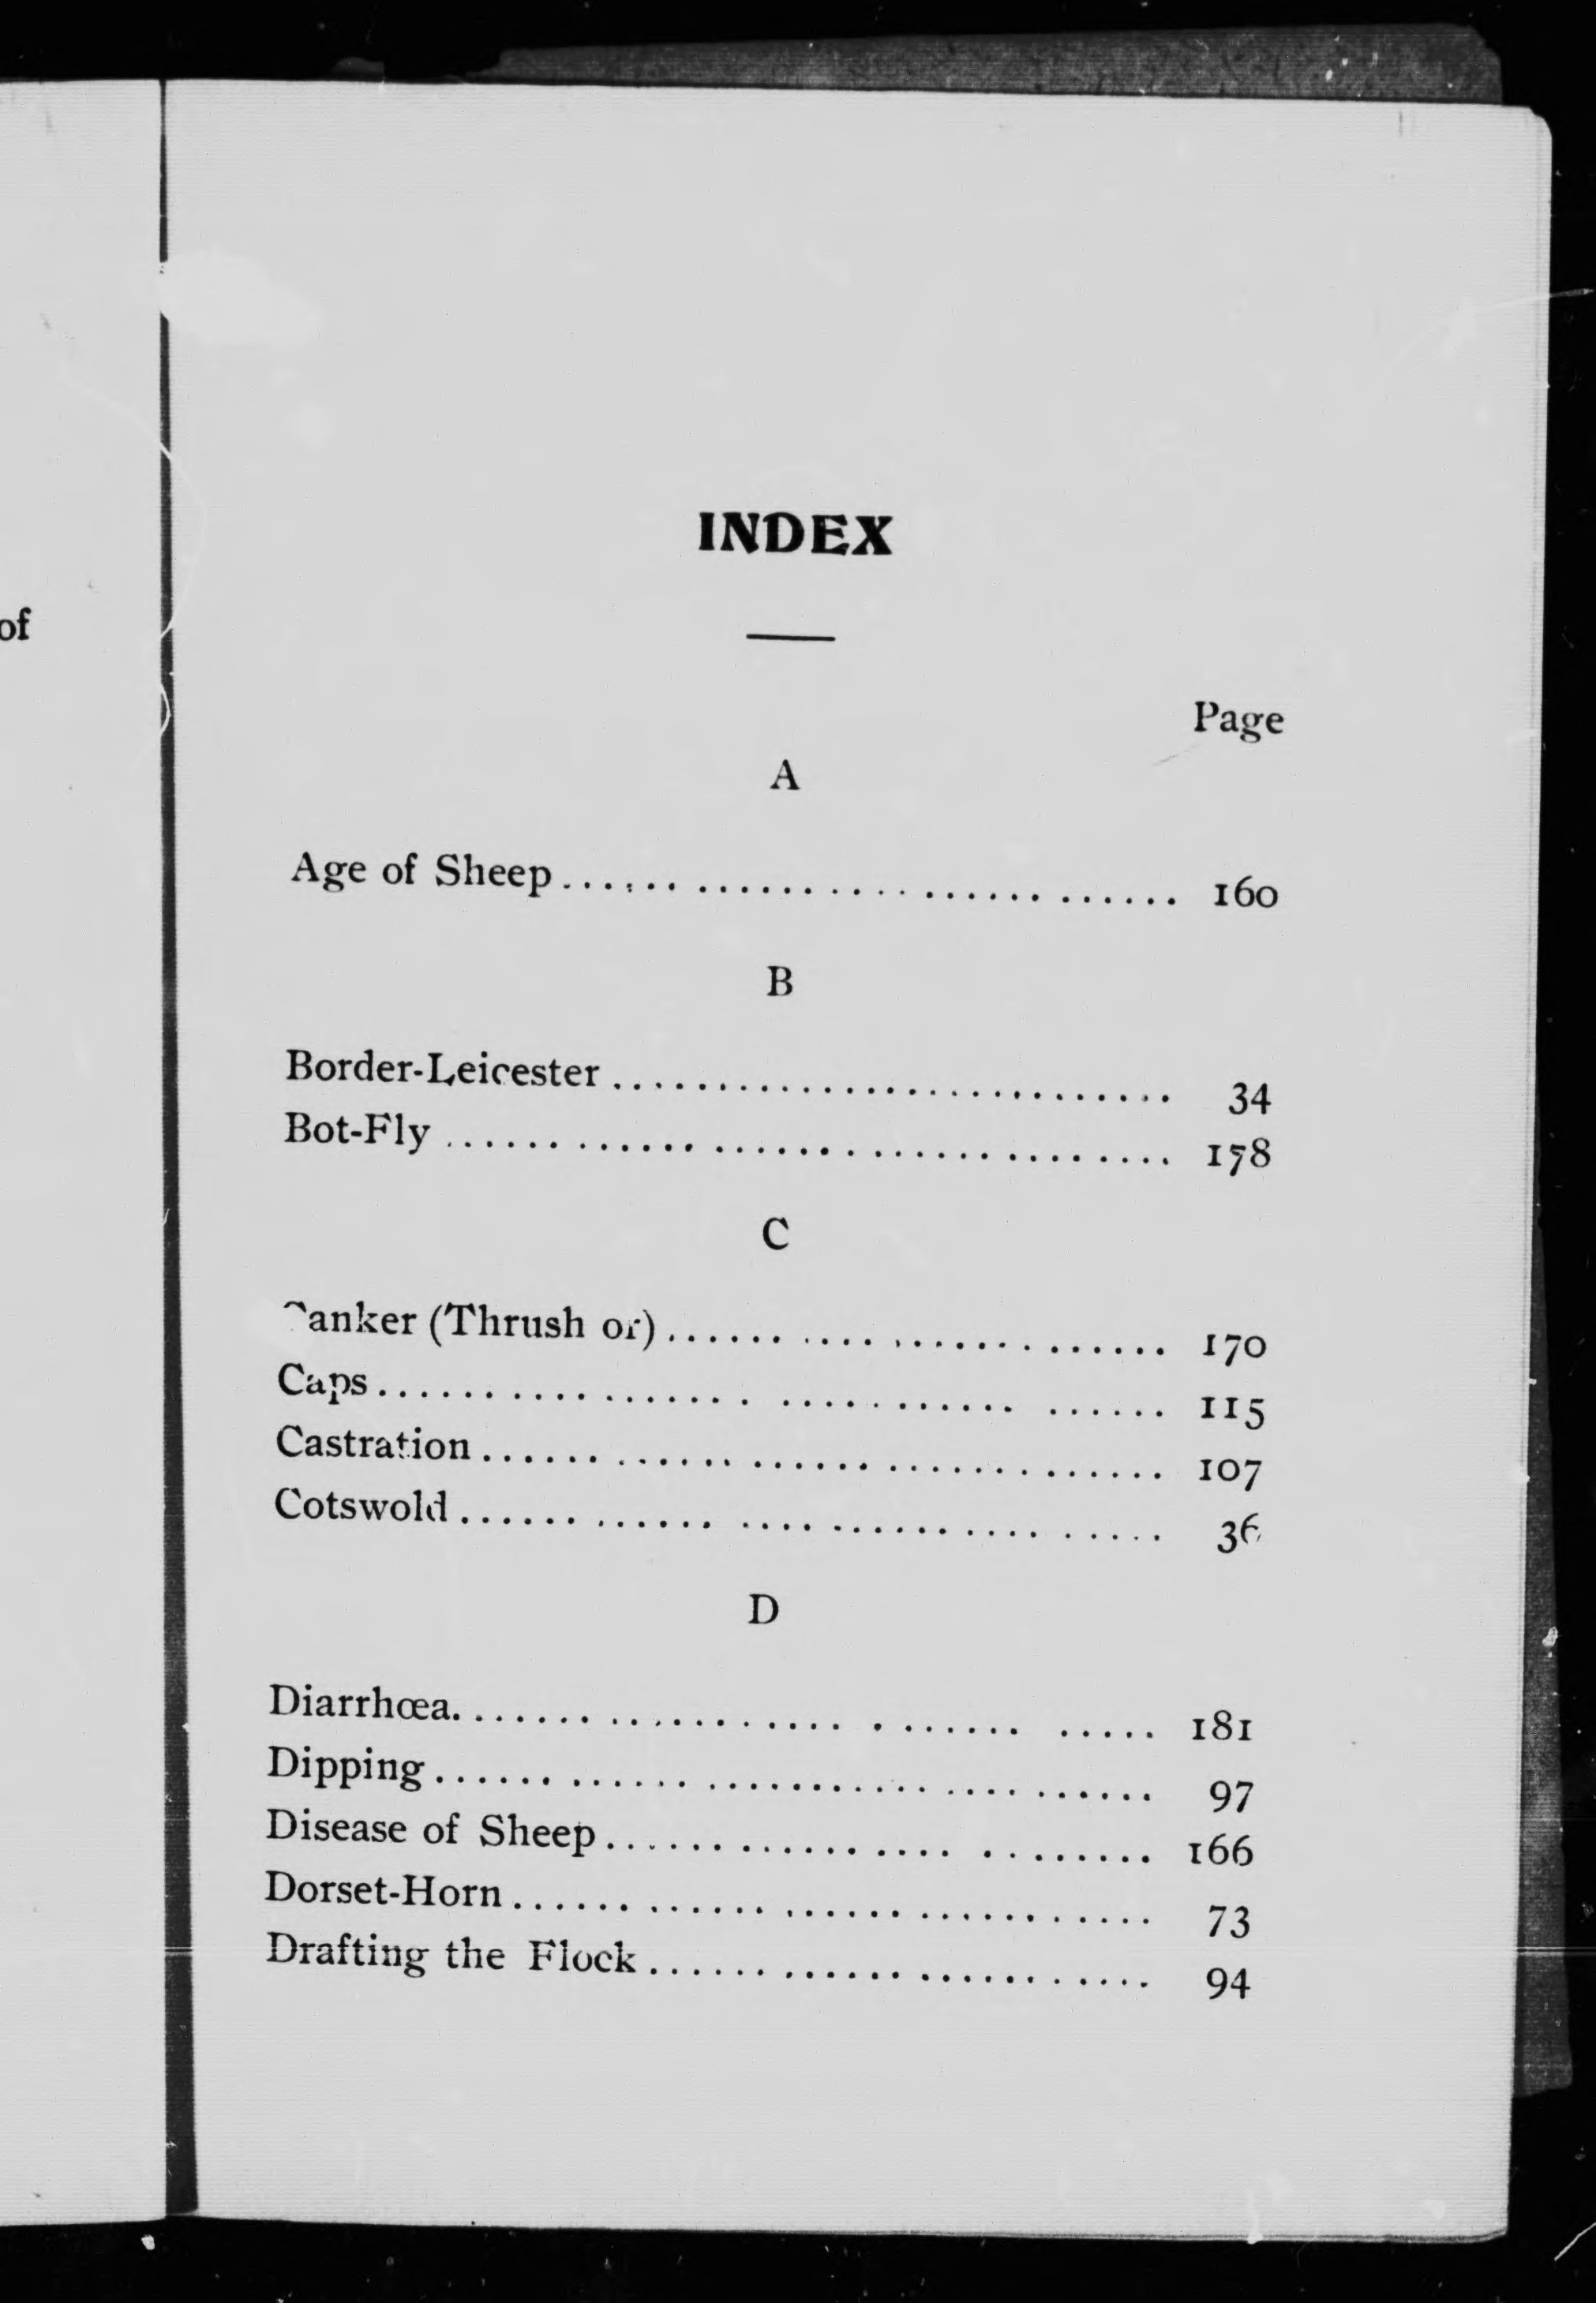 of
INDEX
Page
A
Age of Sheep........................................ 160
B
Border-Leicester........................... 34
Bot-Fly.................................... 178
C
Canker (Thrush or)........................ 170
Caps...................................... 115
Castration................................ 107
Cotswold.................................. 36
D
Diarrhœa.................................. 181
Dipping................................... 97
Disease of Sheep.......................... 166
Dorset-Horn............................... 73
Drafting the Flock........................ 94